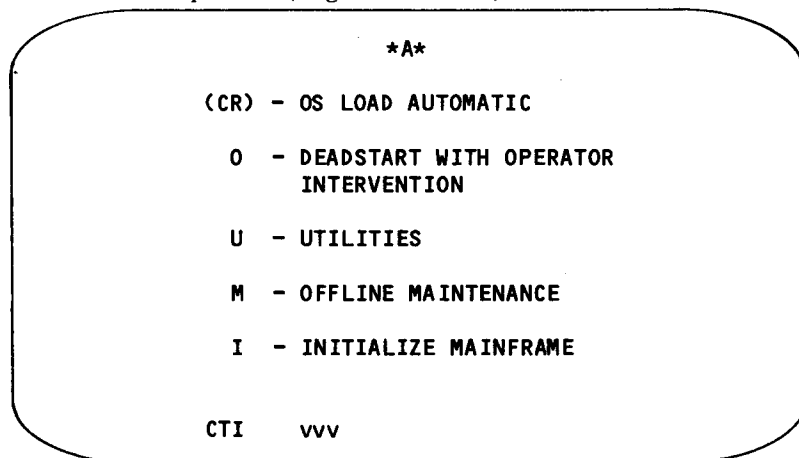 *A*
(CR) - OS LOAD AUTOMATIC
O - DEADSTART WITH OPERATOR
INTERVENTION
U - UTILITIES
M - OFFLINE MAINTENANCE
I - INITIALIZE MAINFRAME
CTI vvv